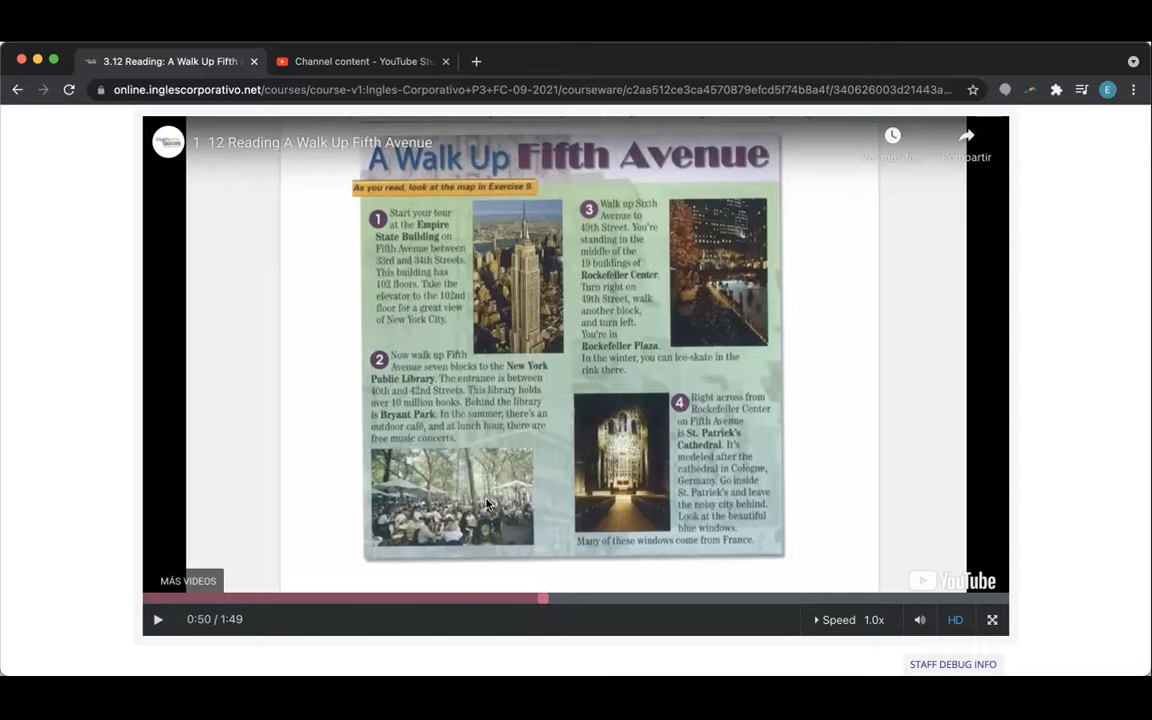 3.12 Reading: A Walk Up Fifth
Channel content - YouTube Stu
online.inglescorporativo.net/courses/course-v1:Ingles-Corporativo+P3+FC-09-2021/courseware/c2aa512ce3ca4570879efcd5f74b8a4f/340626003d21443a...
E
1. 12 Reading A Walk Up Fifth Avenue
Ver más ta
Compartir
A Walk Up Fifth Avenue
As you read, look at the map in Exercise 9.
1 Start your tour
at the Empire
State Building on
Fifth Avenue between
33rd and 34th Streets.
This building has
102 floors. Take the
elevator to the 102nd
floor for a great view
of New York City.
2 Now walk up Fifth
Avenue seven blocks to the New York
Public Library. The entrance is between
40th and 42nd Streets. This library holds
over 10 million books. Behind the library
is Bryant Park. In the summer, there's an
outdoor café, and at lunch hour, there are
free music concerts.
3 Walk up Sixth
Avenue to
49th Street. You're
standing in the
middle of the
19 buildings of
Rockefeller Center.
Turn right on
49th Street, walk
another block,
and turn left.
You're in
Rockefeller Plaza.
In the winter, you can ice-skate in the
rink there.
4 Right across from
Rockefeller Center
on Fifth Avenue
is St. Patrick's
Cathedral. It's
modeled after the
cathedral in Cologne,
Germany. Go inside
St. Patrick's and leave
the noisy city behind.
Look at the beautiful
blue windows.
Many of these windows come from France.
MÁS VIDEOS
YouTube
0:50 / 1:49
Speed 1.0x
HD
STAFF DEBUG INFO